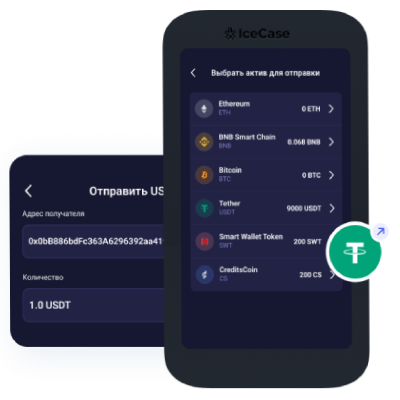 IceCase
Выбрать актив для отправки
Ethereum
ETH
0 ETH
BNB Smart Chain
BNB
0.068 BNB
Bitcoin
BTC
0 BTC
Tether
USDT
9000 USDT
Smart Wallet Token
SWT
200 SWT
CreditsCoin
CS
200 CS
Отправить US
Адрес получателя
0x0bB886bdFc363A6296392aa41
Количество
1.0 USDT